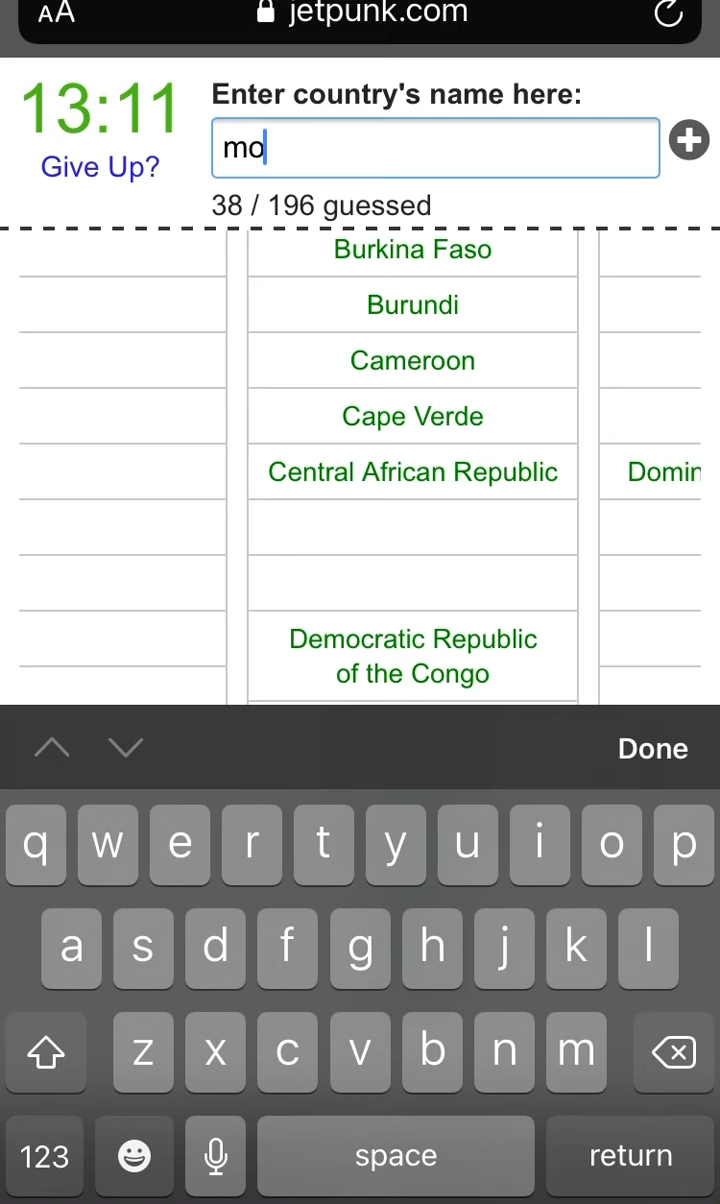 AA jetpunk.com
13:11
Give Up?
Enter country's name here:
mo
38 / 196 guessed
Burkina Faso
Burundi
Cameroon
Cape Verde
Central African Republic
Domin
Democratic Republic
of the Congo
Done
q w e r t y u i o p
a s d f g h j k l
z x c v b n m
123 space return